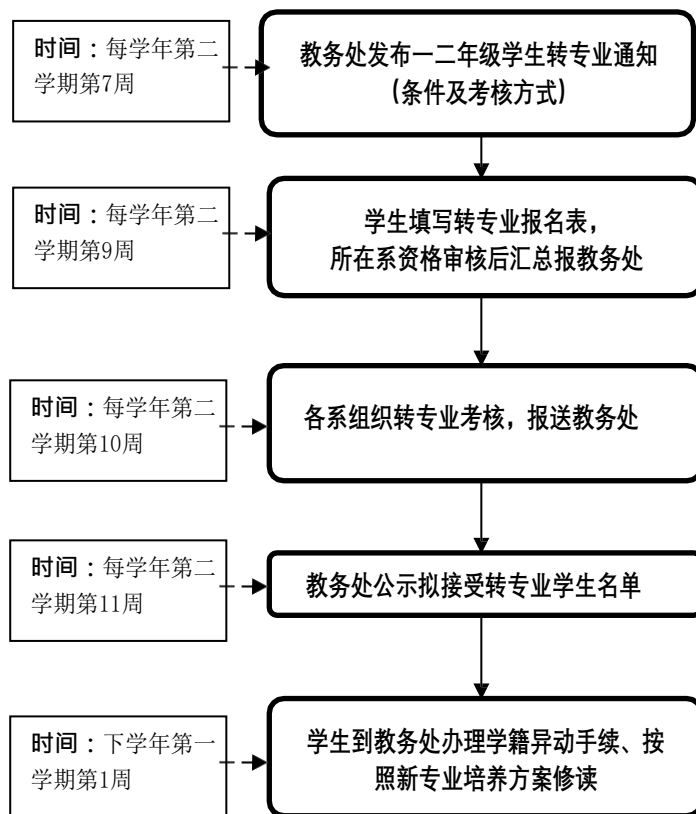 时间：每学年第二
学期第7周
教务处发布一二年级学生转专业通知
(条件及考核方式)
时间：每学年第二
学期第9周
学生填写转专业报名表，
所在系资格审核后汇总报教务处
时间：每学年第二
学期第10周
各系组织转专业考核，报送教务处
时间：每学年第二
学期第11周
教务处公示拟接受转专业学生名单
时间：下学年第一
学期第1周
学生到教务处办理学籍异动手续、按
照新专业培养方案修读